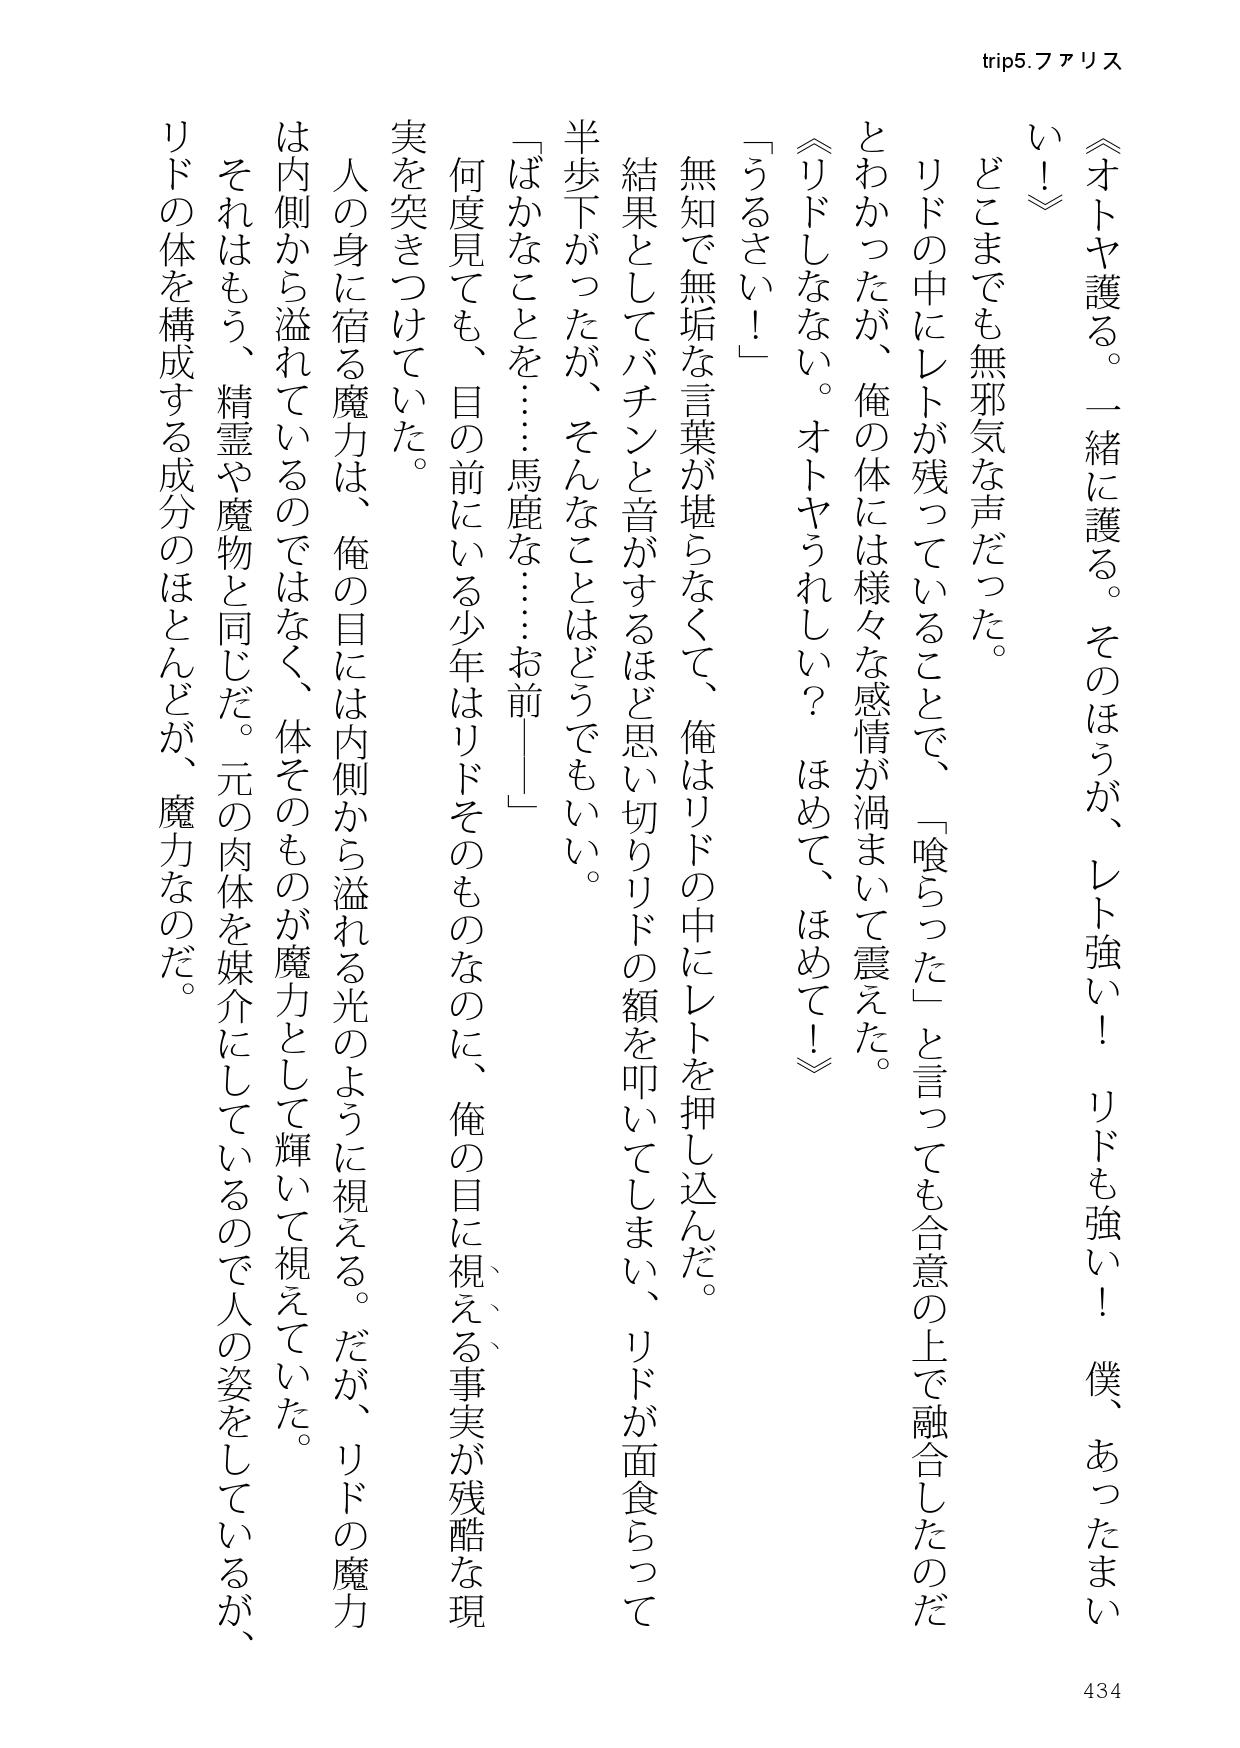 trip5.ファリス
《オトヤ護る。一緒に護る。そのほうが、レト強い！　リドも強い！　僕、あったまい
い！》
　どこまでも無邪気な声だった。
　リドの中にレトが残っていることで、「喰らった」と言っても合意の上で融合したのだ
とわかったが、俺の体には様々な感情が渦まいて震えた。
《リドしなない。オトヤうれしい？　ほめて、ほめて！》
「うるさい！」
　無知で無垢な言葉が堪らなくて、俺はリドの中にレトを押し込んだ。
　結果としてバチンと音がするほど思い切りリドの額を叩いてしまい、リドが面食らって
半歩下がったが、そんなことはどうでもいい。
「ばかなことを……馬鹿な……お前――」
　何度見ても、目の前にいる少年はリドそのものなのに、俺の目に視える事実が残酷な現
実を突きつけていた。
　人の身に宿る魔力は、俺の目には内側から溢れる光のように視える。だが、リドの魔力
は内側から溢れているのではなく、体そのものが魔力として輝いて視えていた。
　それはもう、精霊や魔物と同じだ。元の肉体を媒介にしているので人の姿をしているが、
リドの体を構成する成分のほとんどが、魔力なのだ。
434